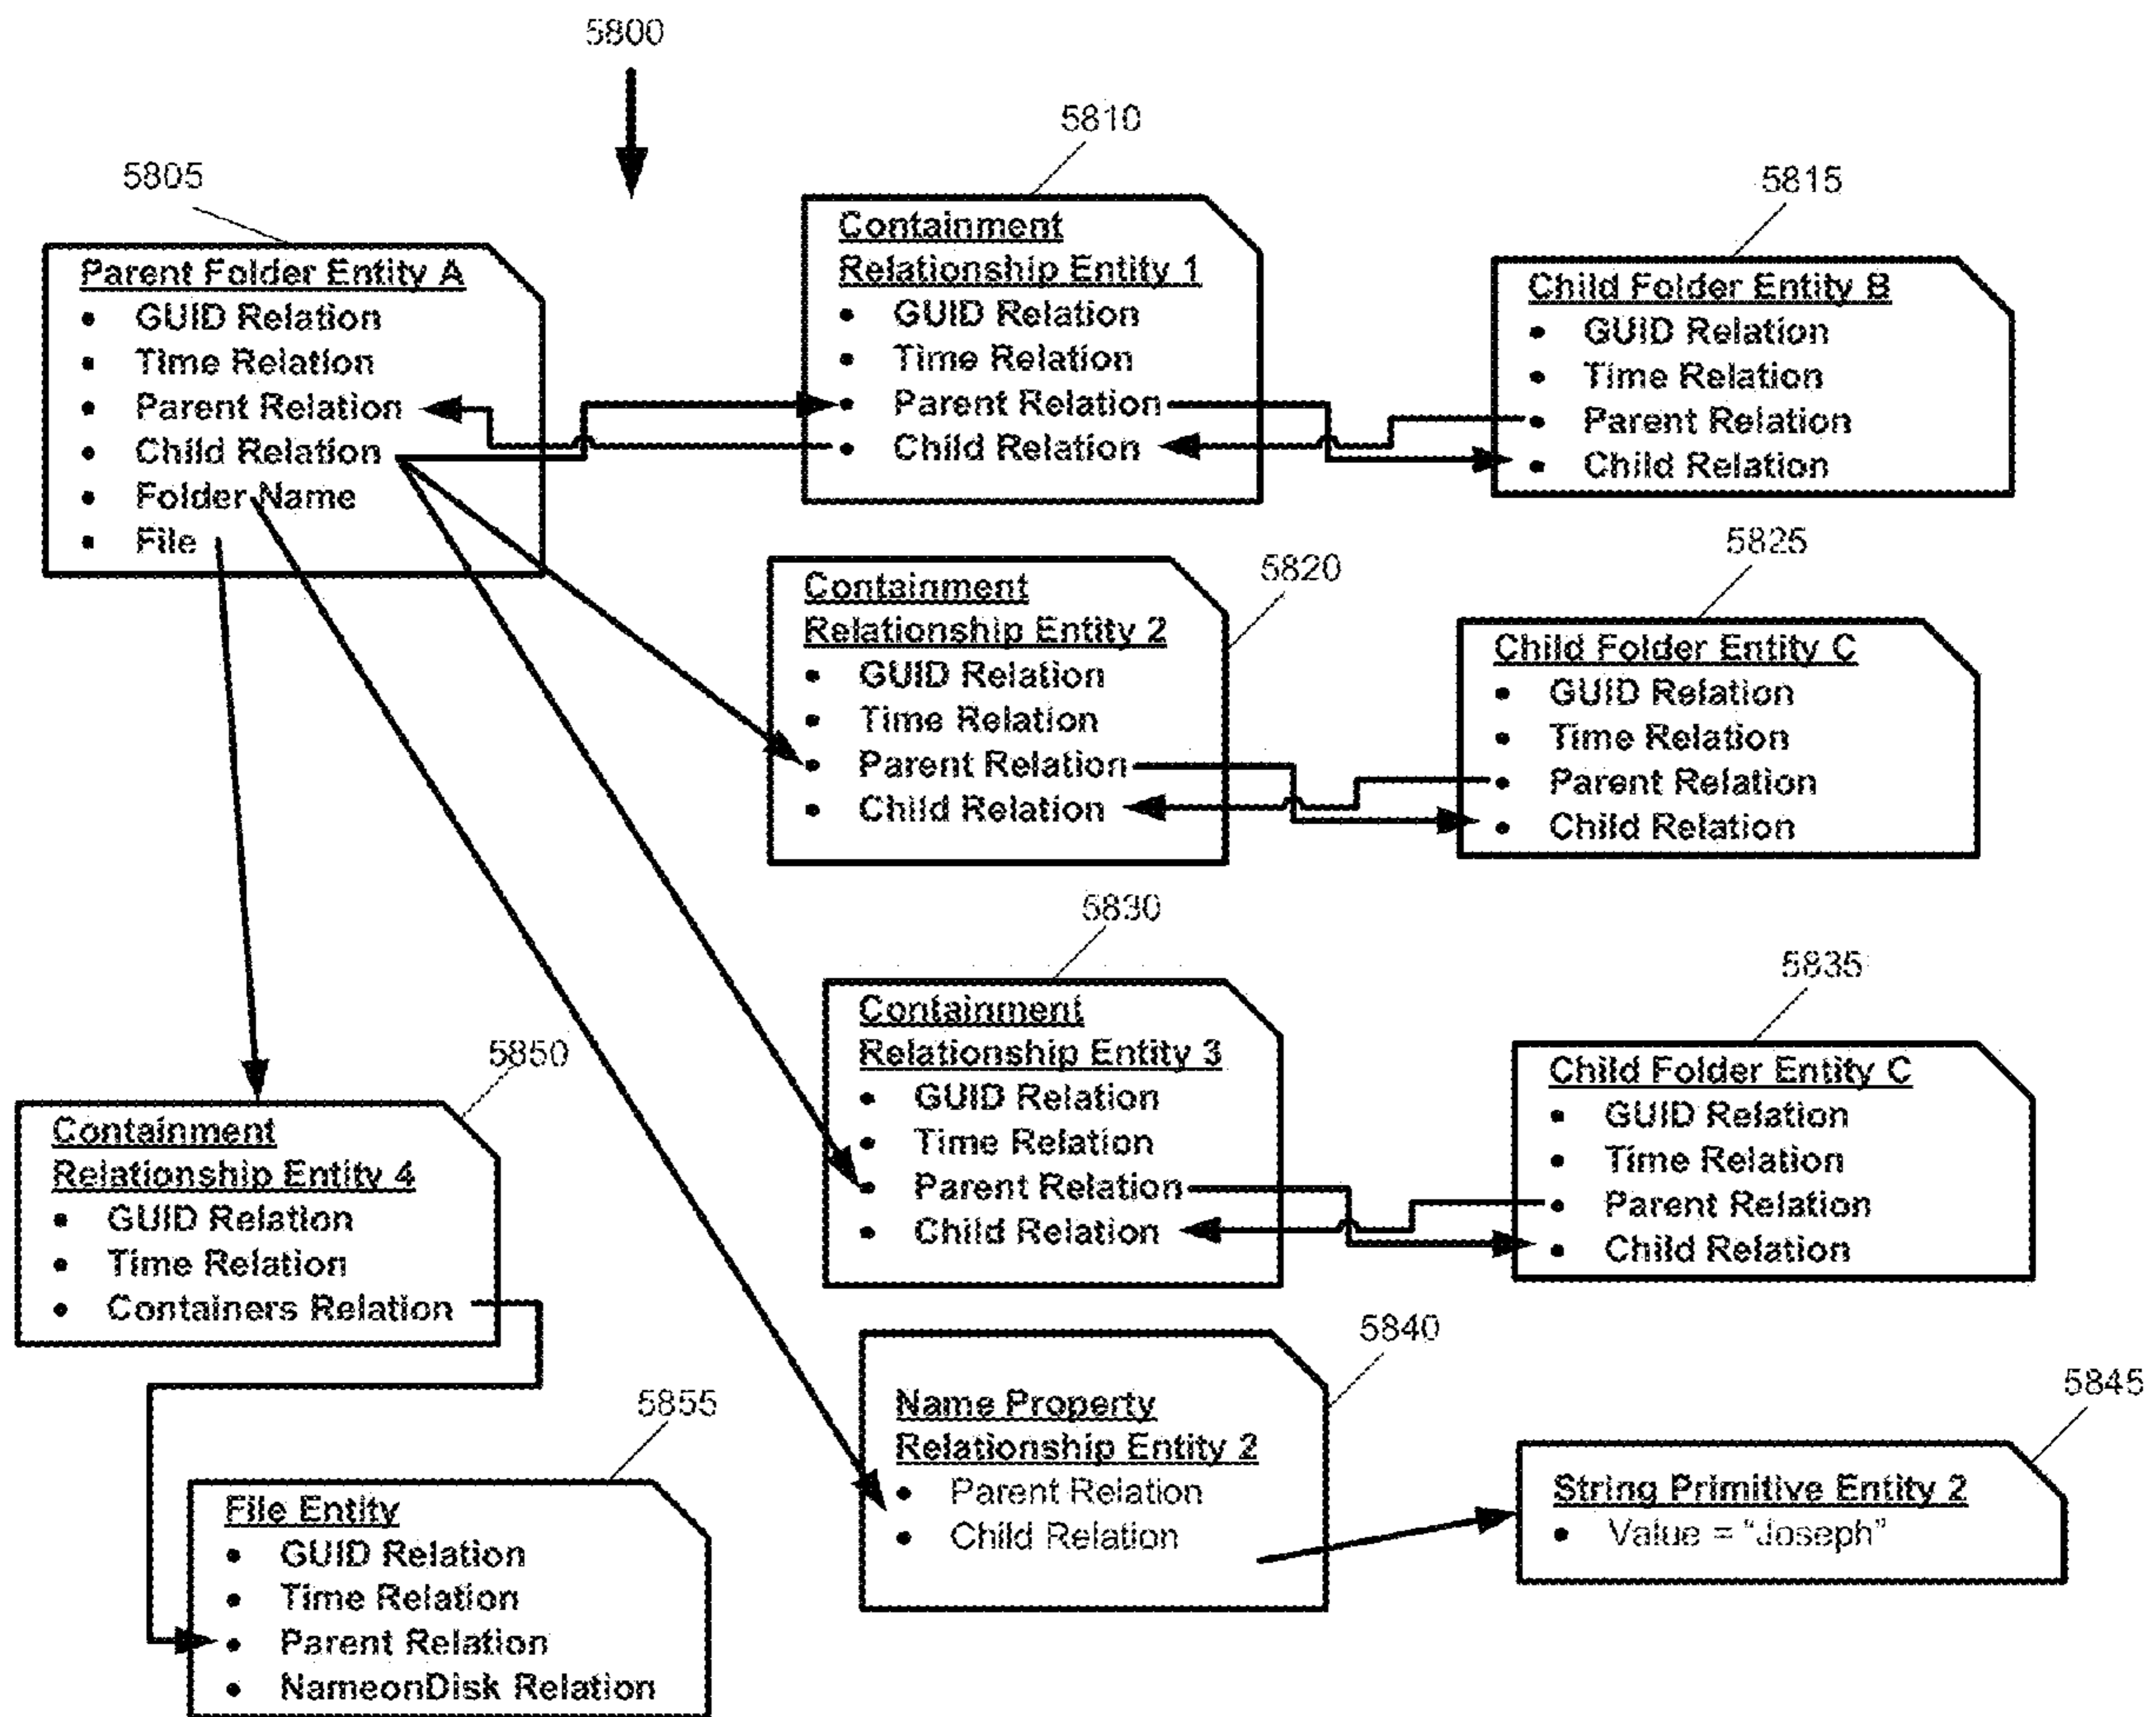 5800
5805
Parent Folder Entity A
• GUID Relation
• Time Relation
• Parent Relation
• Child Relation
• Folder Name
• File
5810
Containment
Relationship Entity 1
• GUID Relation
• Time Relation
• Parent Relation
• Child Relation
5815
Child Folder Entity B
• GUID Relation
• Time Relation
• Parent Relation
• Child Relation
5820
Containment
Relationship Entity 2
• GUID Relation
• Time Relation
• Parent Relation
• Child Relation
5825
Child Folder Entity C
• GUID Relation
• Time Relation
• Parent Relation
• Child Relation
5830
Containment
Relationship Entity 3
• GUID Relation
• Time Relation
• Parent Relation
• Child Relation
5835
Child Folder Entity C
• GUID Relation
• Time Relation
• Parent Relation
• Child Relation
5850
Containment
Relationship Entity 4
• GUID Relation
• Time Relation
• Containers Relation
5855
File Entity
• GUID Relation
• Time Relation
• Parent Relation
• NameonDisk Relation
5840
Name Property
Relationship Entity 2
• Parent Relation
• Child Relation
5845
String Primitive Entity 2
• Value = “Joseph”